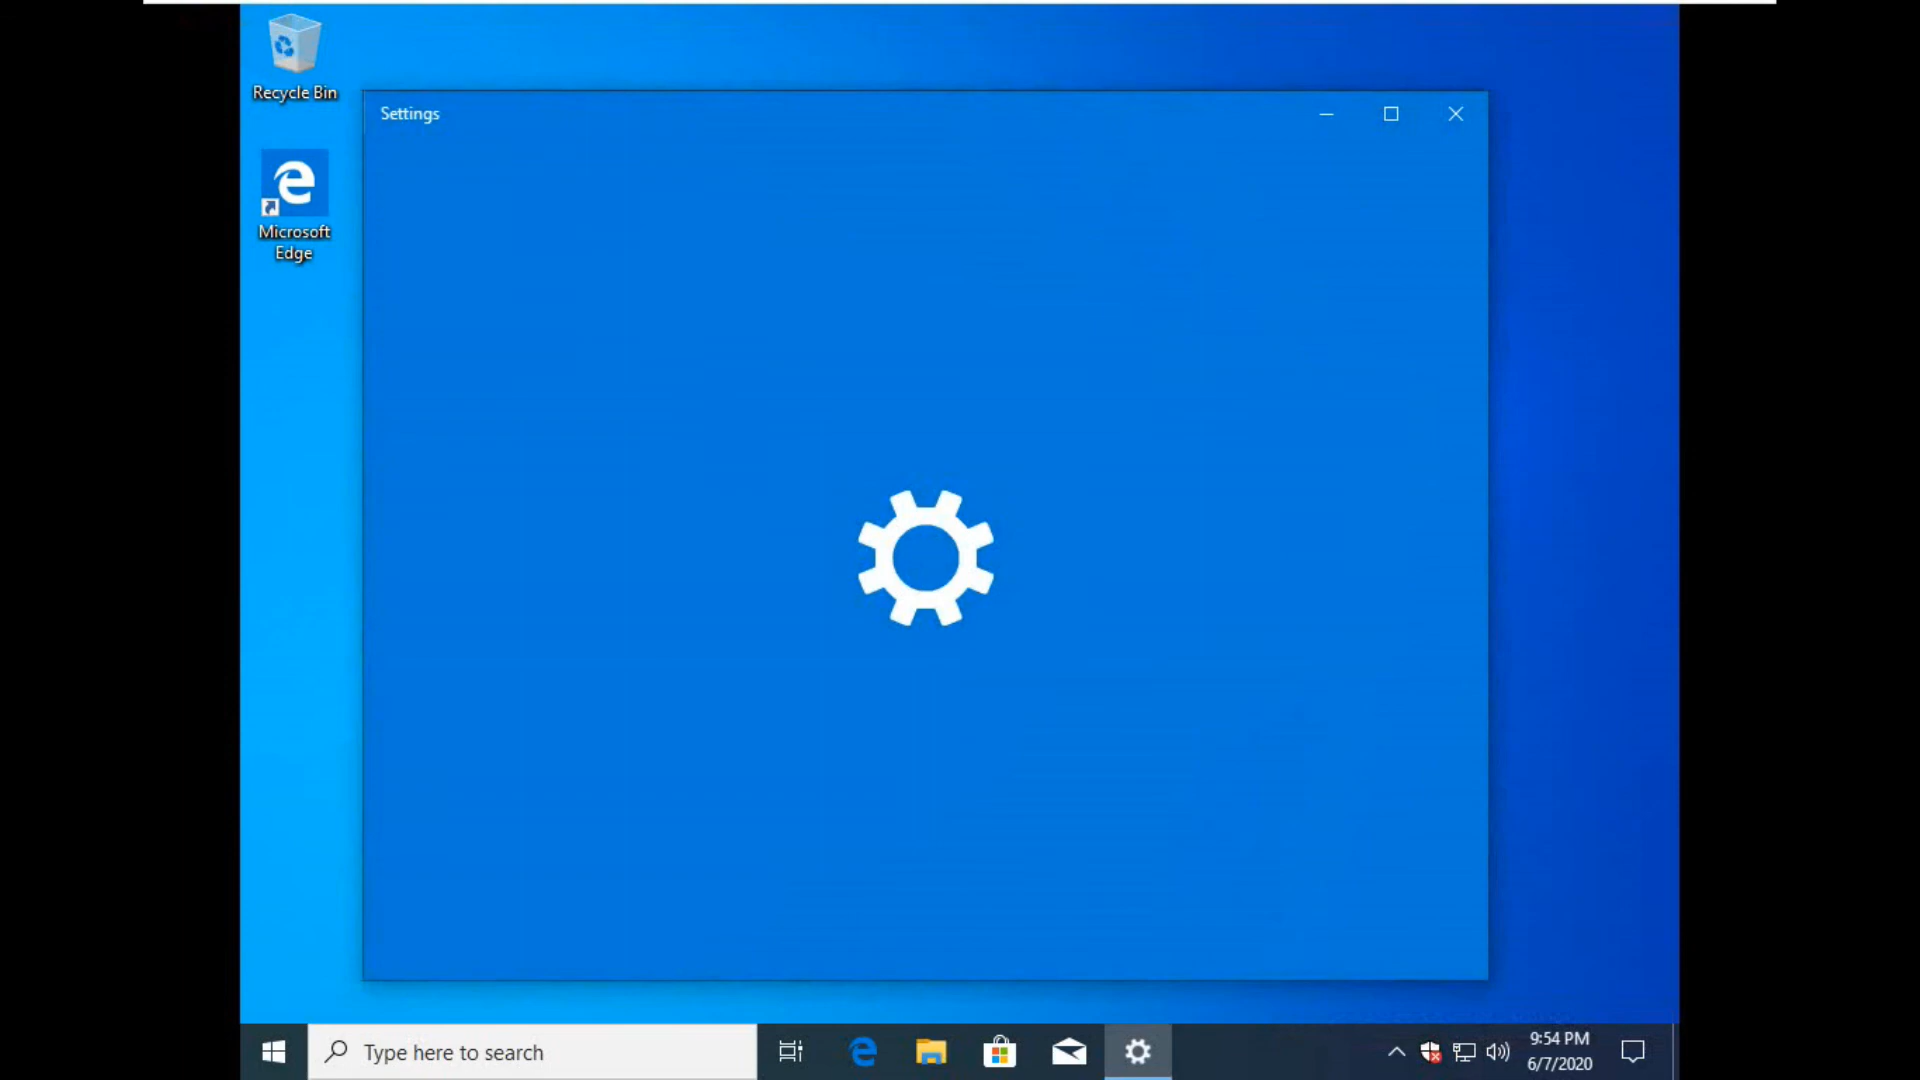 Recycle Bin
Settings
Microsoft
Edge
Type here to search
9:54 PM
6/7/2020